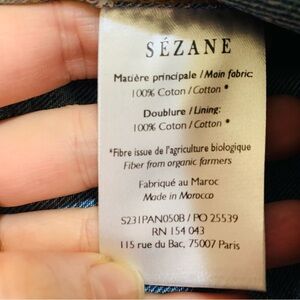 SÉZANE
Matière principale / Main fabric:
100% Coton / Cotton *
Doublure / Lining:
100% Coton / Cotton *
*Fibre issue de l'agriculture biologique
Fiber from organic farmers
Fabriqué au Maroc
Made in Morocco
S231PAN050B / PO 25539
RN 154 043
115 rue du Bac, 75007 Paris